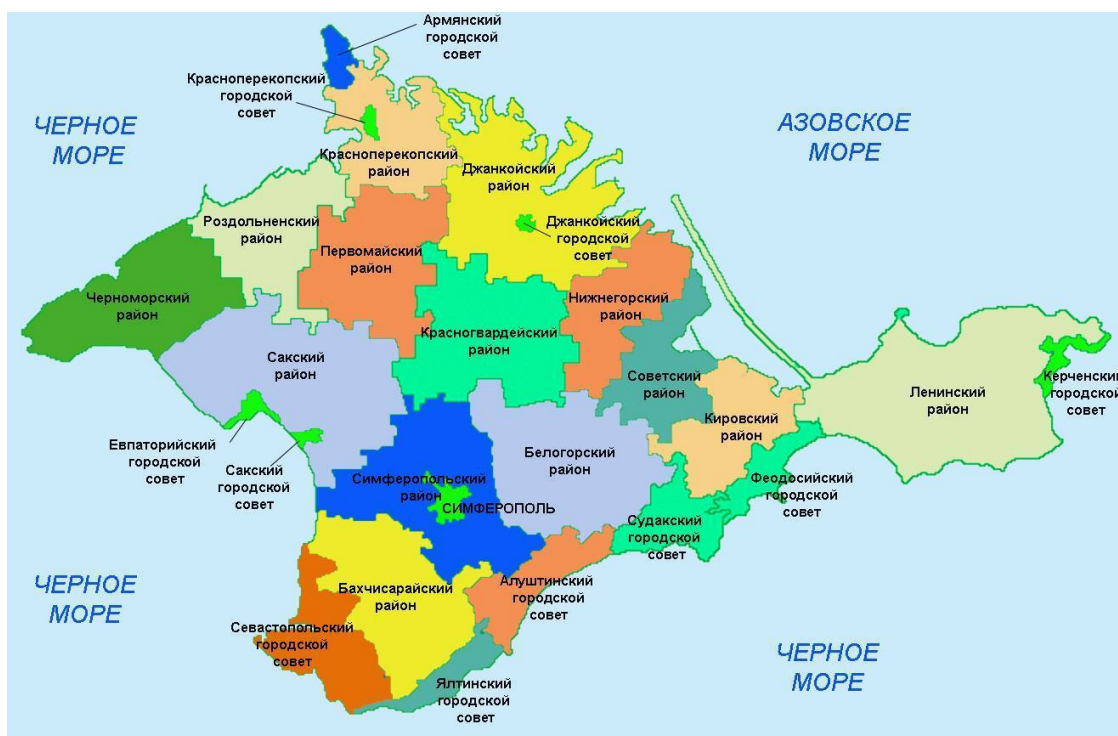 Армянский
городской
совет
Красноперекопский
городской
совет
ЧЕРНОЕ
МОРЕ
АЗОВСКОЕ
МОРЕ
Красноперекопский
район
Джанкойский
район
Роздольненский
район
Джанкойский
городской
совет
Первомайский
район
Черноморский
район
Нижнегорский
район
Красногвардейский
район
Сакский
район
Советский
район
Ленинский
район
Керченский
городской
совет
Кировский
район
Евпаторийский
городской
совет
Сакский
городской
совет
Белогорский
район
Симферопольский
район
СИМФЕРОПОЛЬ
Феодосийский
городской
совет
Судакский
городской
совет
ЧЕРНОЕ
МОРЕ
Бахчисарайский
район
Алуштинский
городской
совет
Севастопольский
городской
совет
ЧЕРНОЕ
МОРЕ
Ялтинский
городской
совет